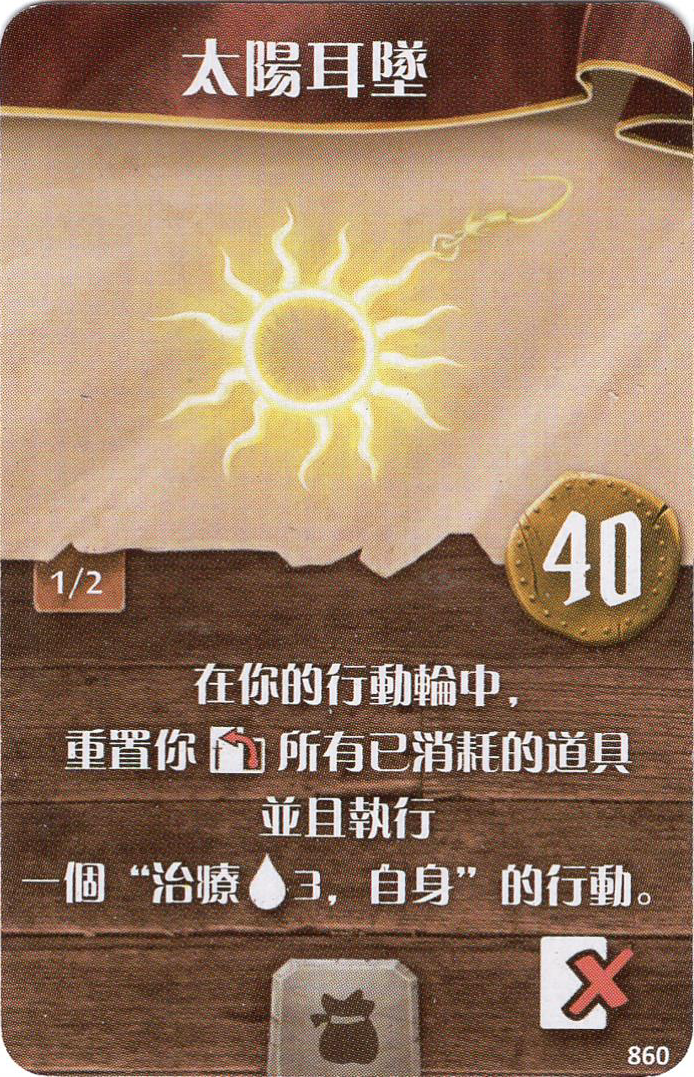 太陽耳墜
40
1/2
在你的行動輪中,
重置你所有已消耗的道具
並且執行
一個“治療3, 自身”的行動。
860